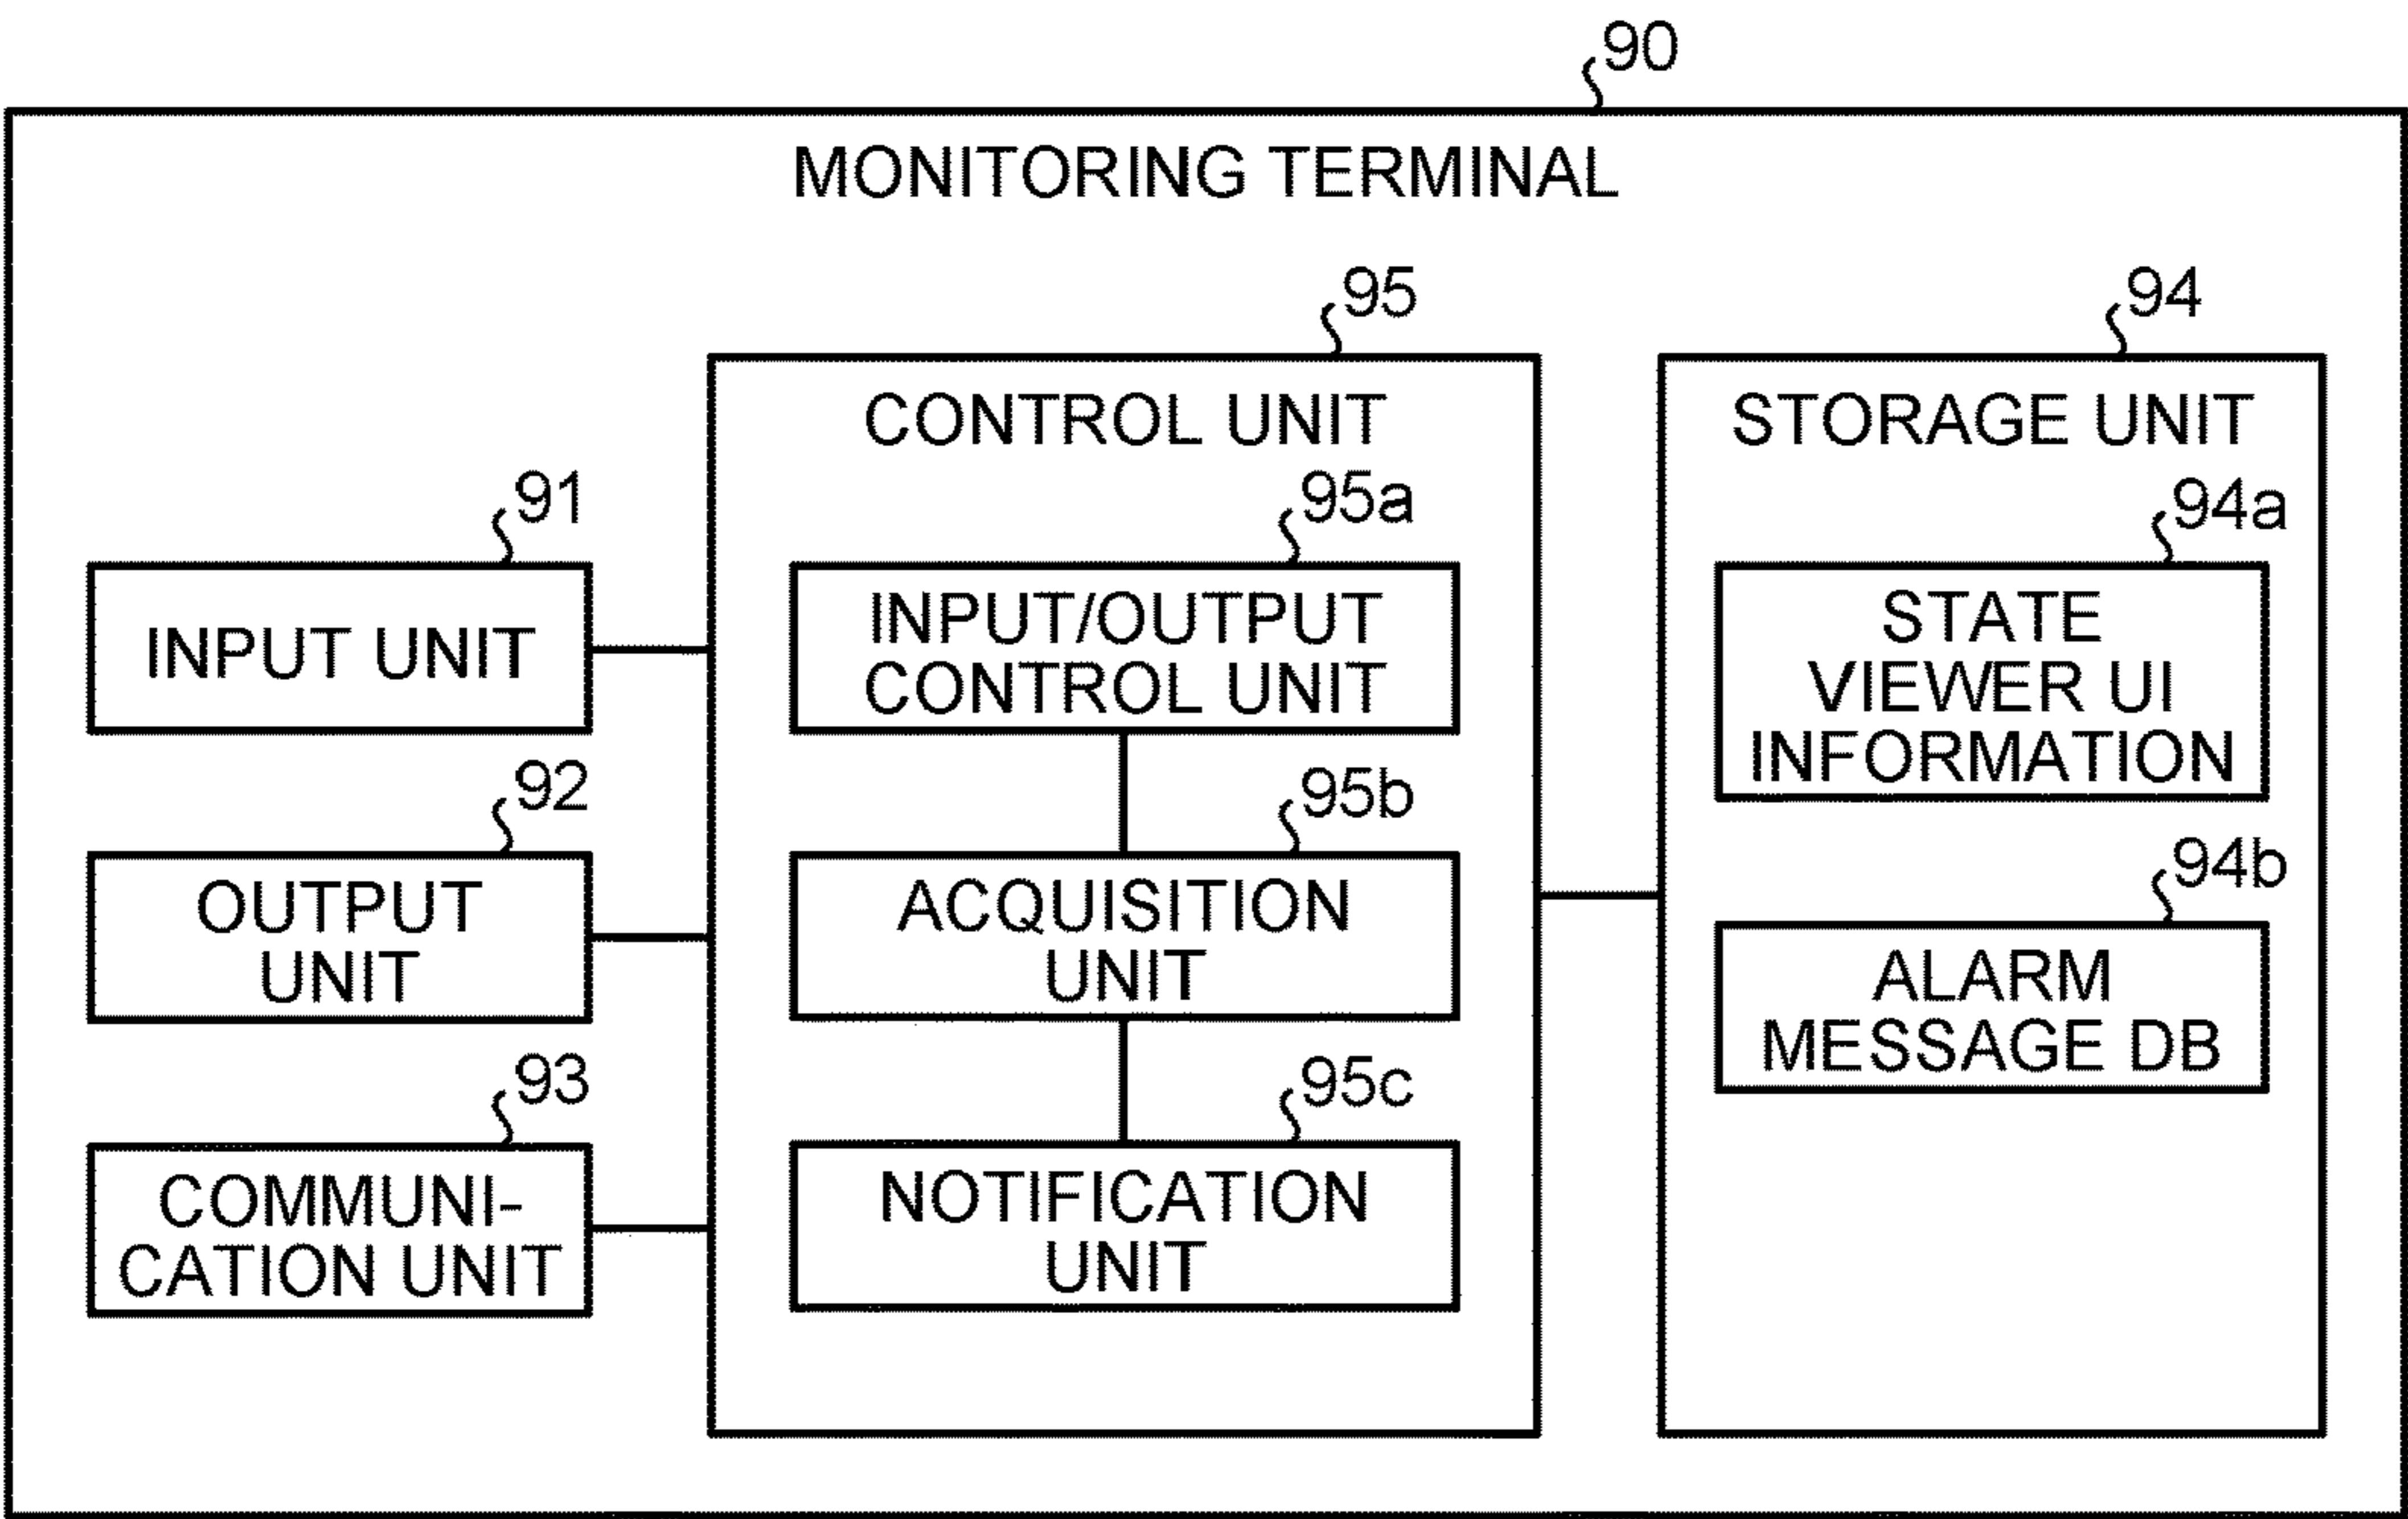 90
MONITORING TERMINAL
91
INPUT UNIT
92
OUTPUT
UNIT
93
COMMUNI-
CATION UNIT
95
CONTROL UNIT
95a
INPUT/OUTPUT
CONTROL UNIT
95b
ACQUISITION
UNIT
95c
NOTIFICATION
UNIT
94
STORAGE UNIT
94a
STATE
VIEWER UI
INFORMATION
94b
ALARM
MESSAGE DB